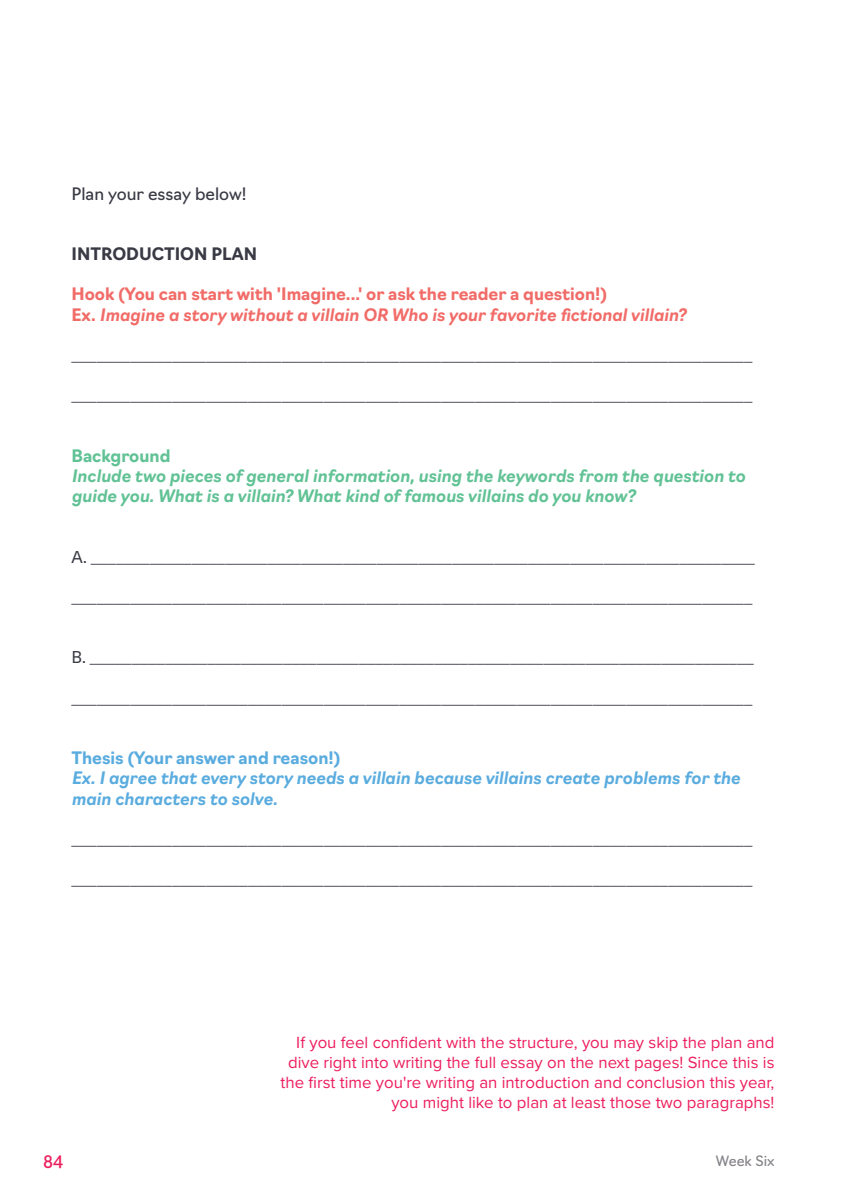 Plan your essay below!
INTRODUCTION PLAN
Hook (You can start with 'Imagine...' or ask the reader a question!)
Ex. Imagine a story without a villain OR Who is your favorite fictional villain?
Background
Include two pieces of general information, using the keywords from the question to
guide you. What is a villain? What kind of famous villains do you know?
A.
B.
Thesis (Your answer and reason!)
Ex. I agree that every story needs a villain because villains create problems for the
main characters to solve.
If you feel confident with the structure, you may skip the plan and
dive right into writing the full essay on the next pages! Since this is
the first time you're writing an introduction and conclusion this year,
you might like to plan at least those two paragraphs!
84
Week Six